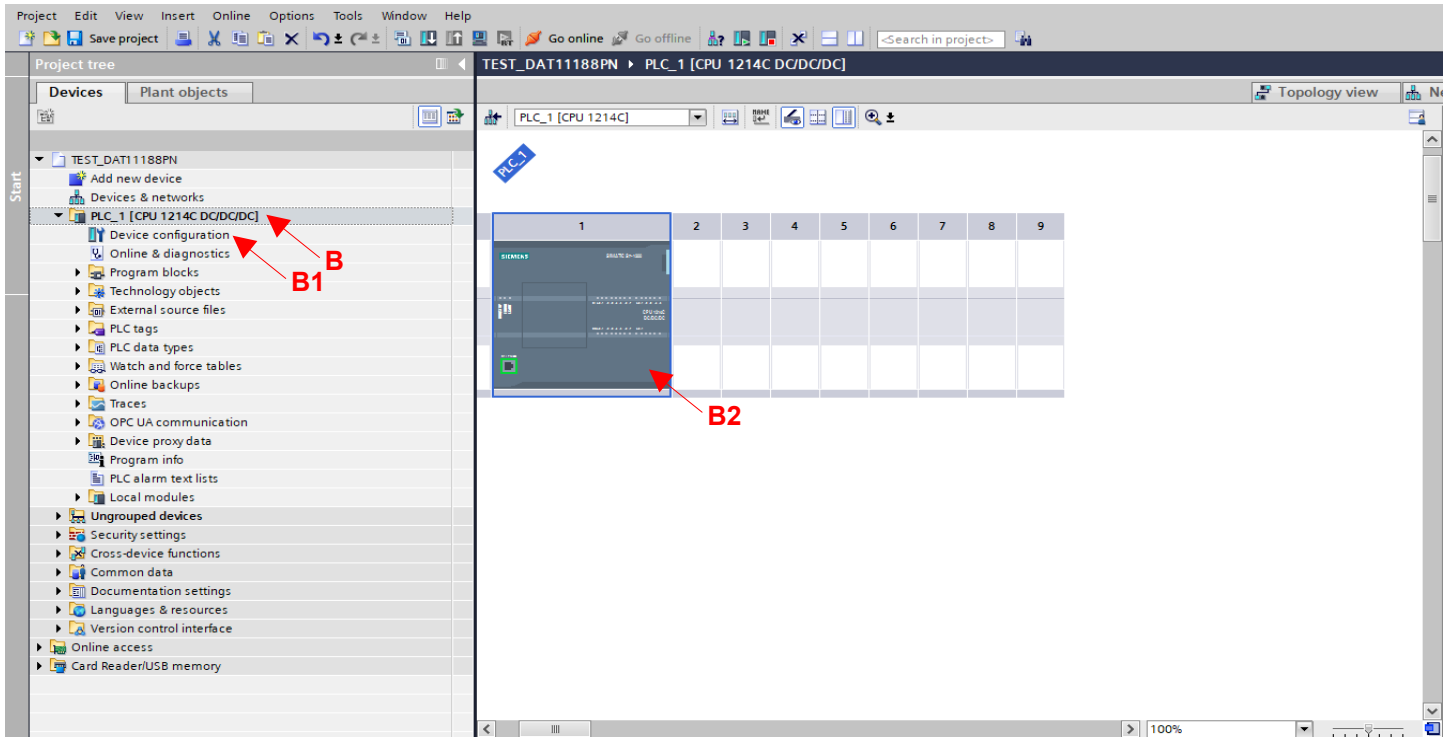 Project Edit View Insert Online Options Tools Window Help
Save project Go online Go offline <Search in project>
Project tree
TEST_DAT11188PN PLC_1 [CPU 1214C DC/DC/DC]
Devices Plant objects
Topology view
PLC_1 [CPU 1214C]
Start
PLC_1
TEST_DAT11188PN
Add new device
Devices & networks
PLC_1 [CPU 1214C DC/DC/DC]
Device configuration
Online & diagnostics
Program blocks
Technology objects
External source files
PLC tags
PLC data types
Watch and force tables
Online backups
Traces
OPC UA communication
Device proxy data
Program info
PLC alarm text lists
Local modules
Ungrouped devices
Security settings
Cross-device functions
Common data
Documentation settings
Languages & resources
Version control interface
Online access
Card Reader/USB memory
B
B1
1 2 3 4 5 6 7 8 9
SIEMENS
B2
100%